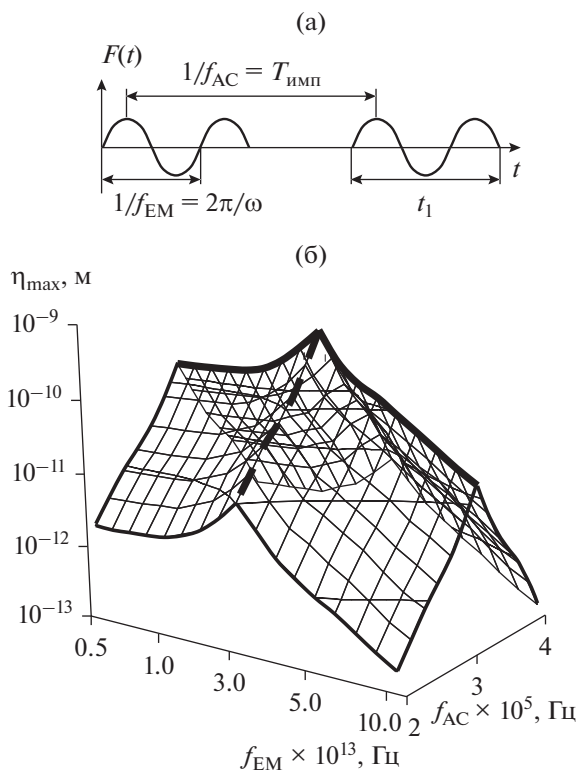 (а)
F(t)
1/f_AC = T_имп
t
1/f_EM = 2π/ω
t_1
(б)
η_max, м
10^-9
10^-10
10^-11
10^-12
10^-13
0.5
1.0
3.0
5.0
10.0
2
3
4
f_AC × 10^5, Гц
f_EM × 10^13, Гц